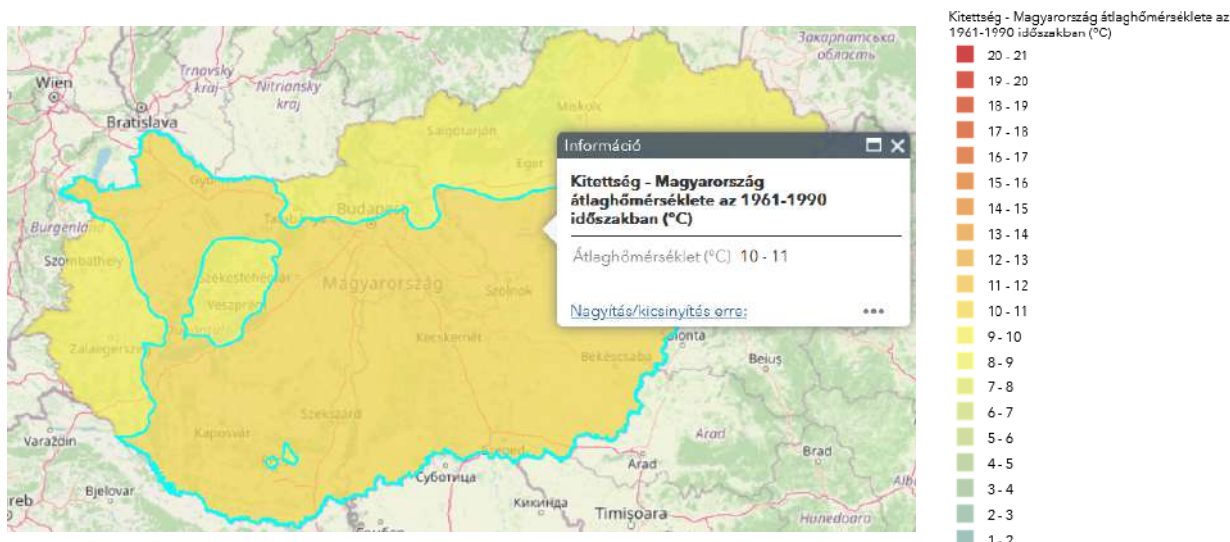 Kitettség - Magyarország átlaghőmérséklete az
1961-1990 időszakban (°C)
20 - 21
19 - 20
18 - 19
17 - 18
16 - 17
15 - 16
14 - 15
13 - 14
12 - 13
11 - 12
10 - 11
9 - 10
8 - 9
7 - 8
6 - 7
5 - 6
4 - 5
3 - 4
2 - 3
1 - 2
Закарпатська
область
Wien
Trnavský
kraj
Nitriansky
kraj
Bratislava
Miskolc
Salgótarján
Információ
Eger
Kitettség - Magyarország
átlaghőmérséklete az 1961-1990
időszakban (°C)
Átlaghőmérséklet (°C) 10 - 11
Nagyítás/kicsinyítés erre:
Győr
Budapest
Burgenland
Szombathely
Székesfehérvár
Magyarország
Veszprém
Szolnok
Kecskemét
Zalaegerszeg
Békéscsaba
Beiuș
Szekszárd
Kaposvár
Varaždin
Szeged
Arad
Arad
Brad
Суботица
Bjelovar
Кикинда
Timișoara
Hunedoara